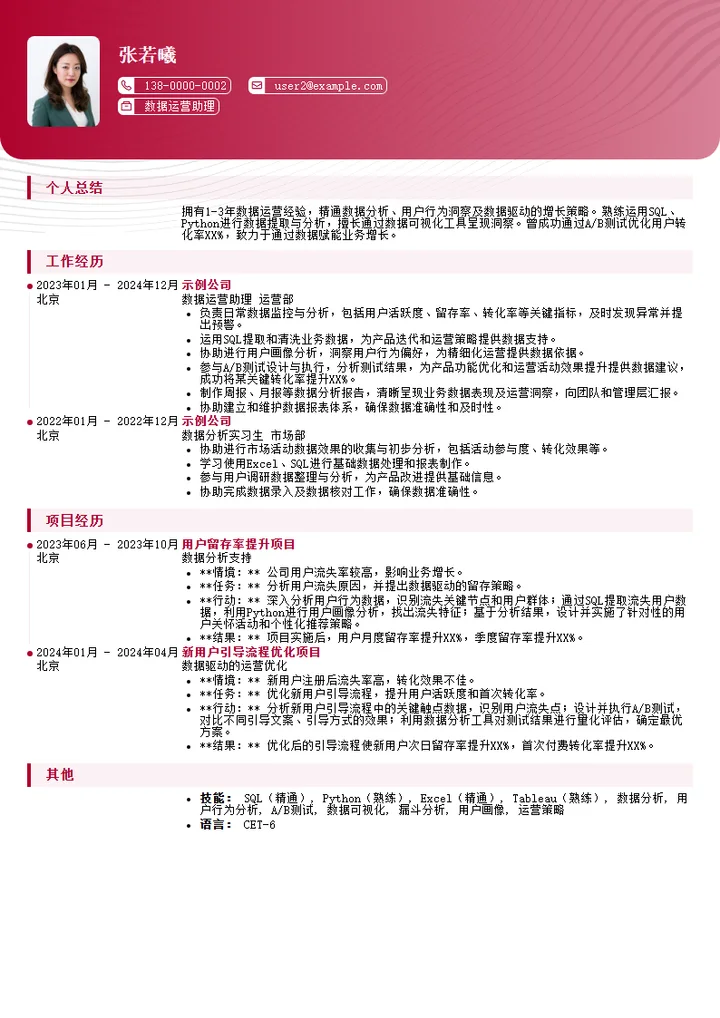 张若曦
138-0000-0002
user2@example.com
数据运营助理
个人总结
拥有1-3年数据运营经验，精通数据分析、用户行为洞察及数据驱动的增长策略。熟练运用SQL、
Python进行数据提取与分析，擅长通过数据可视化工具呈现洞察。曾成功通过A/B测试优化用户转
化率XX%，致力于通过数据赋能业务增长。
工作经历
2023年01月 - 2024年12月 示例公司
北京 数据运营助理 运营部
• 负责日常数据监控与分析，包括用户活跃度、留存率、转化率等关键指标，及时发现异常并提
出预警。
• 运用SQL提取和清洗业务数据，为产品迭代和运营策略提供数据支持。
• 协助进行用户画像分析，洞察用户行为偏好，为精细化运营提供数据依据。
• 参与A/B测试设计与执行，分析测试结果，为产品功能优化和运营活动效果提升提供数据建议，
成功将某关键转化率提升XX%。
• 制作周报、月报等数据分析报告，清晰呈现业务数据表现及运营洞察，向团队和管理层汇报。
• 协助建立和维护数据报表体系，确保数据准确性和及时性。
2022年01月 - 2022年12月 示例公司
北京 数据分析实习生 市场部
• 协助进行市场活动数据效果的收集与初步分析，包括活动参与度、转化效果等。
• 学习使用Excel、SQL进行基础数据处理和报表制作。
• 参与用户调研数据整理与分析，为产品改进提供基础信息。
• 协助完成数据录入及数据核对工作，确保数据准确性。
项目经历
2023年06月 - 2023年10月 用户留存率提升项目
北京 数据分析支持
• **情境：** 公司用户流失率较高，影响业务增长。
• **任务：** 分析用户流失原因，并提出数据驱动的留存策略。
• **行动：** 深入分析用户行为数据，识别流失关键节点和用户群体；通过SQL提取流失用户数
据，利用Python进行用户画像分析，找出流失特征；基于分析结果，设计并实施了针对性的用
户关怀活动和个性化推荐策略。
• **结果：** 项目实施后，用户月度留存率提升XX%，季度留存率提升XX%。
2024年01月 - 2024年04月 新用户引导流程优化项目
北京 数据驱动的运营优化
• **情境：** 新用户注册后流失率高，转化效果不佳。
• **任务：** 优化新用户引导流程，提升用户活跃度和首次转化率。
• **行动：** 分析新用户引导流程中的关键触点数据，识别用户流失点；设计并执行A/B测试，
对比不同引导文案、引导方式的效果；利用数据分析工具对测试结果进行量化评估，确定最优
方案。
• **结果：** 优化后的引导流程使新用户次日留存率提升XX%，首次付费转化率提升XX%。
其他
• 技能： SQL（精通）, Python（熟练）, Excel（精通）, Tableau（熟练）, 数据分析, 用
户行为分析, A/B测试, 数据可视化, 漏斗分析, 用户画像, 运营策略
• 语言： CET-6